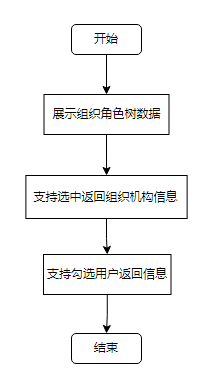 开始
展示组织角色树数据
支持选中返回组织机构信息
支持勾选用户返回信息
结束